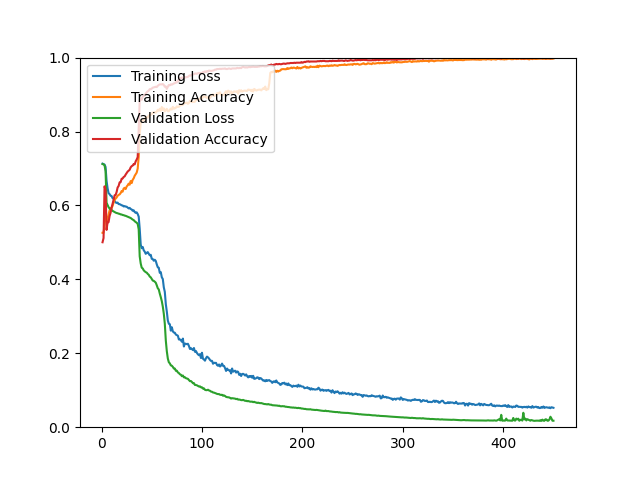 1.0
0.8
0.6
0.4
0.2
0.0
Training Loss
Training Accuracy
Validation Loss
Validation Accuracy
0 100 200 300 400